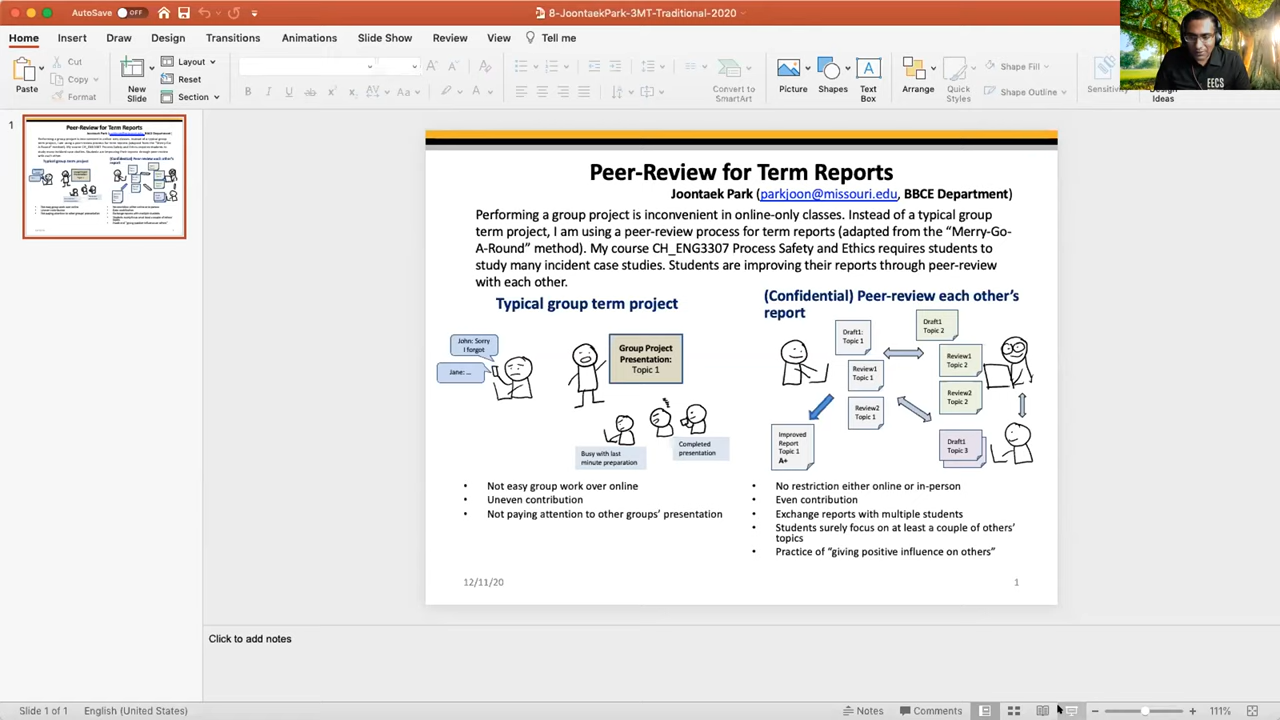 AutoSave OFF
8-JoontaekPark-3MT-Traditional-2020
Home Insert Draw Design Transitions Animations Slide Show Review View Tell me
Paste
Cut
Copy
Format
New Slide
Layout
Reset
Section
Convert to SmartArt
Picture
Shapes
Text Box
Arrange
Quick Styles
Shape Fill
Shape Outline
Design Ideas
EECS
1
Peer-Review for Term Reports
Joontaek Park (parkjoon@missouri.edu, BBCE Department)
Performing a group project is inconvenient in online-only classes. Instead of a typical group
term project, I am using a peer-review process for term reports (adapted from the “Merry-Go-
A-Round” method). My course CH_ENG3307 Process Safety and Ethics requires students to
study many incident case studies. Students are improving their reports through peer-review
with each other.
Typical group term project
John: Sorry
I forgot
Jane: ...
Group Project
Presentation:
Topic 1
Busy with last
minute preparation
Completed
presentation
• Not easy group work over online
• Uneven contribution
• Not paying attention to other groups’ presentation
(Confidential) Peer-review each other’s
report
Draft1:
Topic 1
Draft1
Topic 2
Review1
Topic 1
Review1
Topic 2
Review2
Topic 1
Review2
Topic 2
Improved
Report
Topic 1
A+
Draft1
Topic 3
• No restriction either online or in-person
• Even contribution
• Exchange reports with multiple students
• Students surely focus on at least a couple of others’
topics
• Practice of “giving positive influence on others”
12/11/20
1
Click to add notes
Slide 1 of 1 English (United States)
Notes Comments 111%